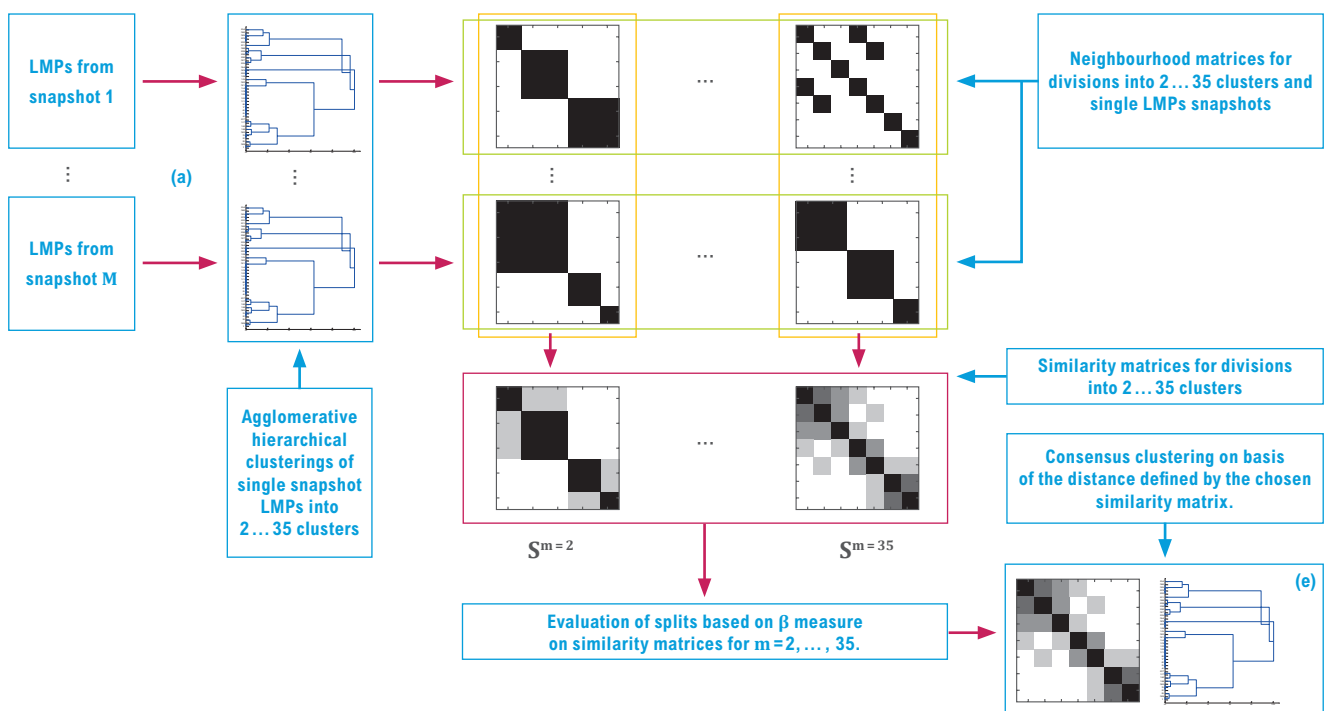 LMPs from
snapshot 1
⋮
(a)
LMPs from
snapshot M
⋮
...
⋮
⋮
...
Neighbourhood matrices for
divisions into 2 ... 35 clusters and
single LMPs snapshots
Agglomerative
hierarchical
clusterings of
single snapshot
LMPs into
2 ... 35 clusters
...
Similarity matrices for divisions
into 2 ... 35 clusters
S^m = 2
S^m = 35
Consensus clustering on basis
of the distance defined by the chosen
similarity matrix.
Evaluation of splits based on β measure
on similarity matrices for m = 2, ... , 35.
(e)